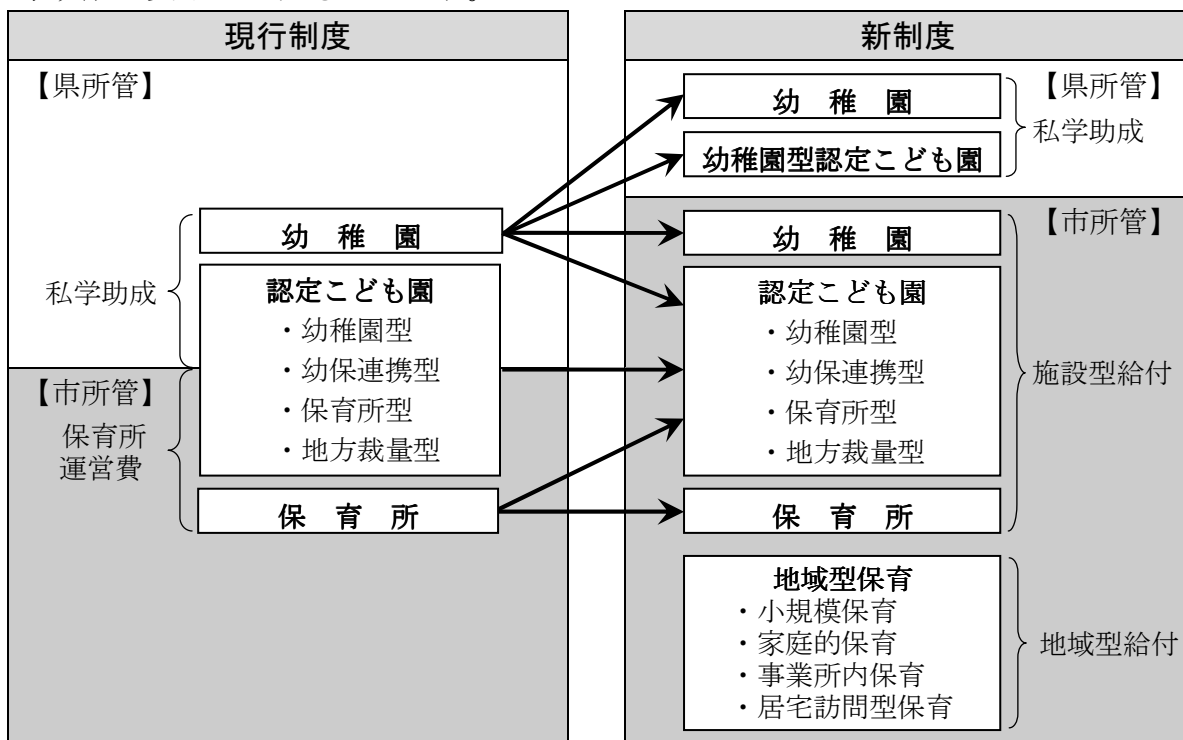 現行制度
【県所管】
幼 稚 園
私学助成
認定こども園
・幼稚園型
・幼保連携型
・保育所型
・地方裁量型
【市所管】
保育所
運営費
保 育 所
新制度
【県所管】
幼 稚 園
私学助成
幼稚園型認定こども園
【市所管】
幼 稚 園
認定こども園
・幼稚園型
・幼保連携型
・保育所型
・地方裁量型
施設型給付
保 育 所
地域型保育
・小規模保育
・家庭的保育
・事業所内保育
・居宅訪問型保育
地域型給付